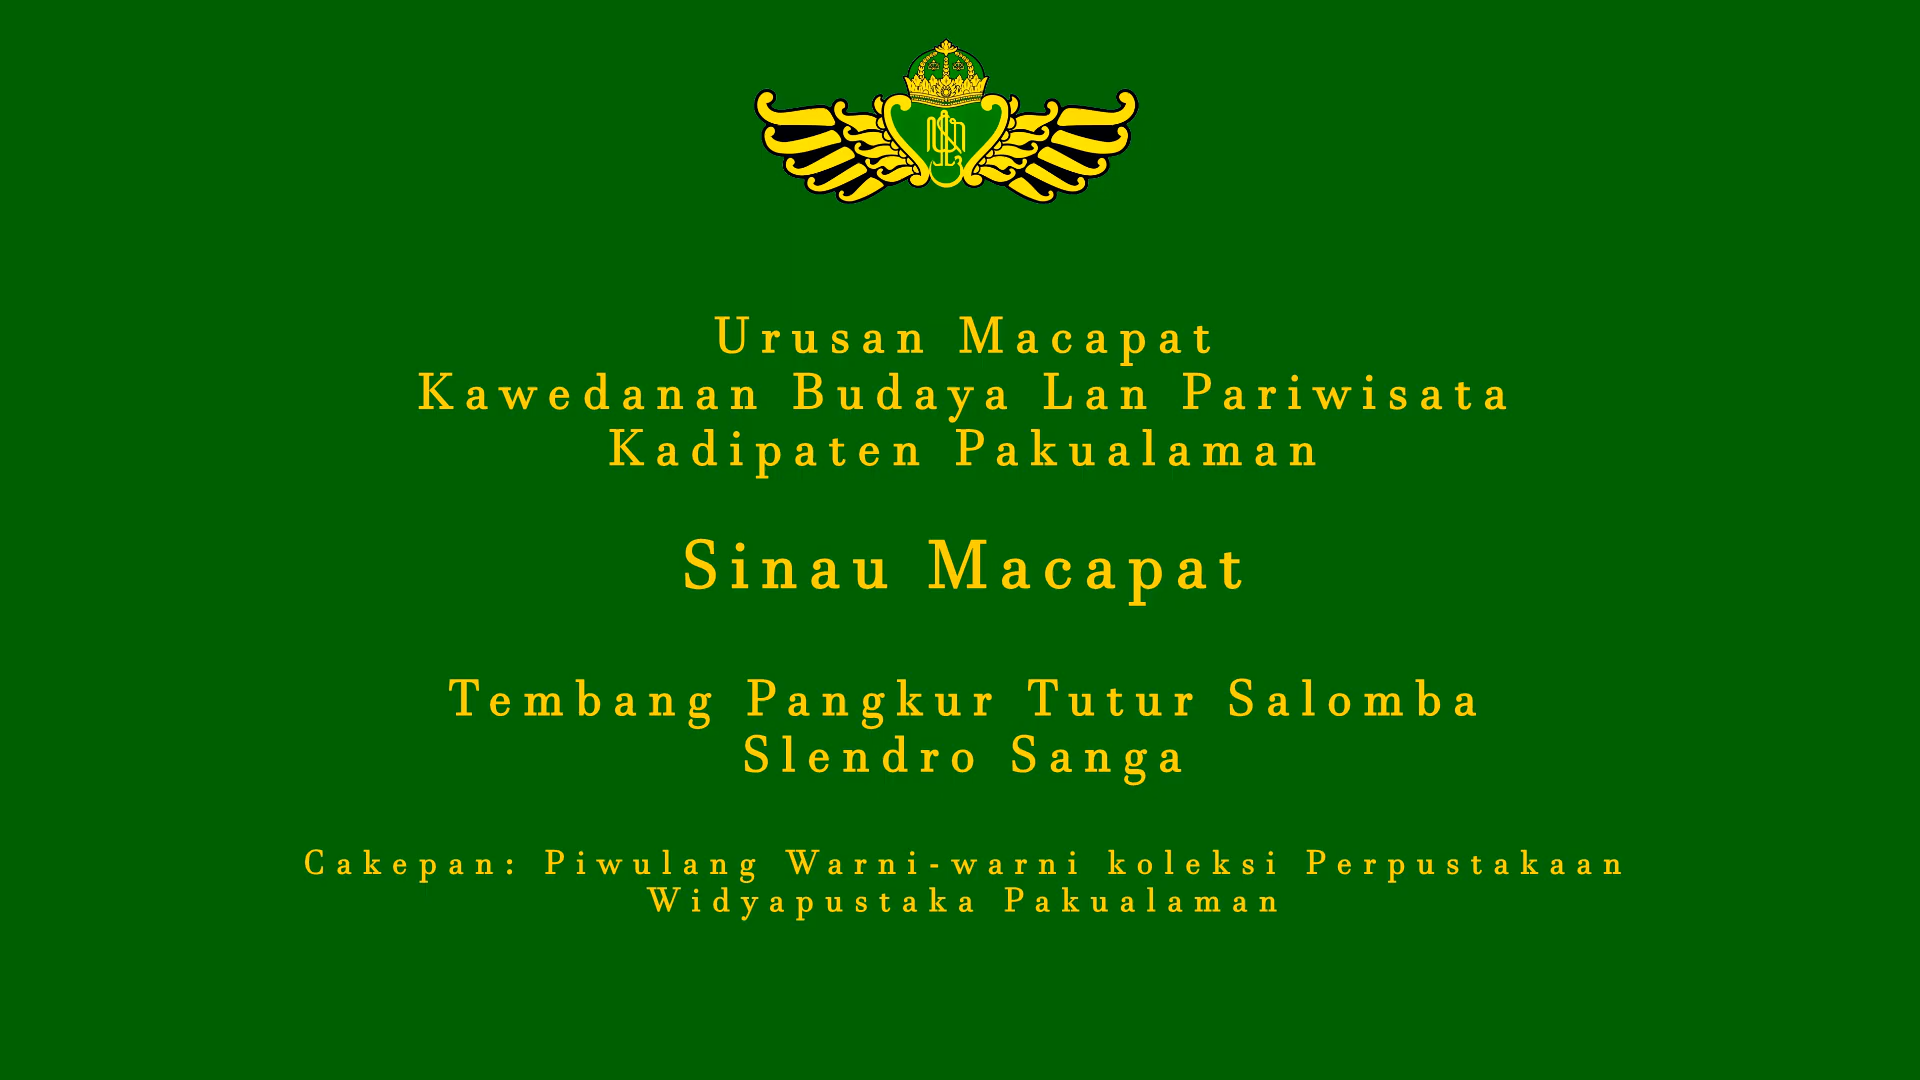 Urusan Macapat
Kawedanan Budaya Lan Pariwisata
Kadipaten Pakualaman
Sinau Macapat
Tembang Pangkur Tutur Salomba
Slendro Sanga
Cakepan: Piwulang Warni-warni koleksi Perpustakaan
Widyapustaka Pakualaman